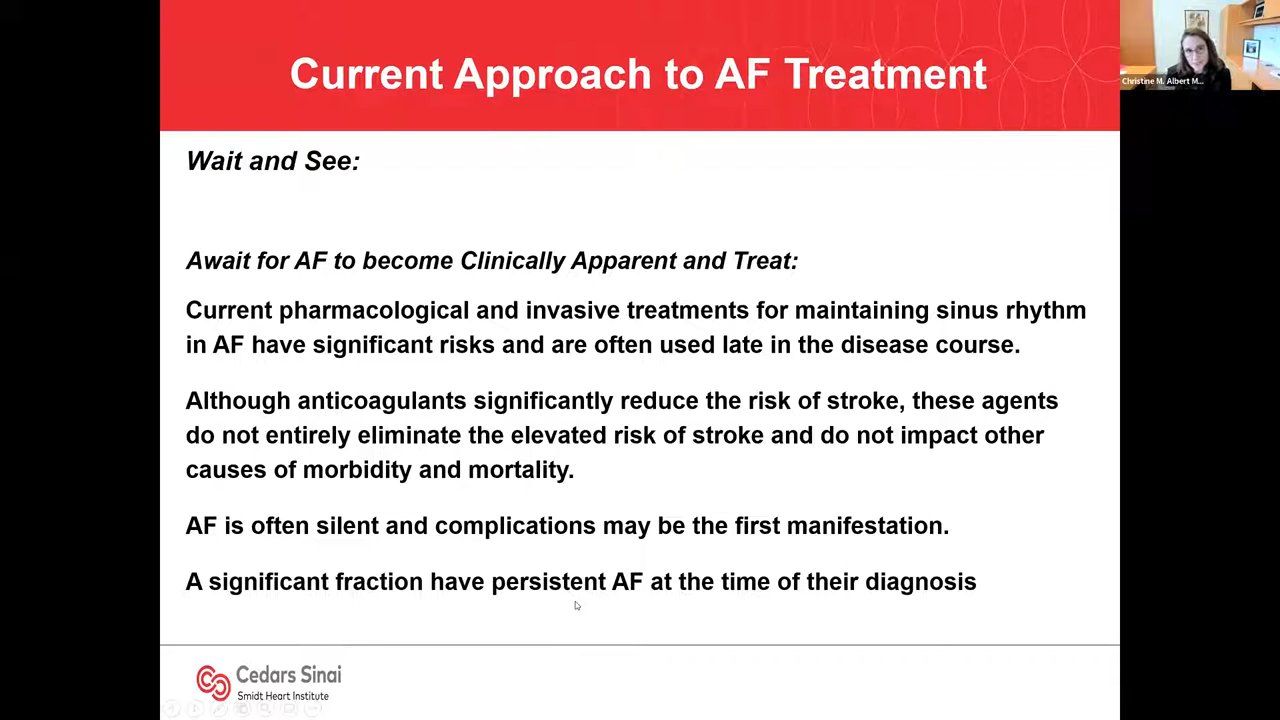 Current Approach to AF Treatment
Christine M. Albert M...
Wait and See:
Await for AF to become Clinically Apparent and Treat:
Current pharmacological and invasive treatments for maintaining sinus rhythm
in AF have significant risks and are often used late in the disease course.
Although anticoagulants significantly reduce the risk of stroke, these agents
do not entirely eliminate the elevated risk of stroke and do not impact other
causes of morbidity and mortality.
AF is often silent and complications may be the first manifestation.
A significant fraction have persistent AF at the time of their diagnosis
Cedars Sinai
Smidt Heart Institute